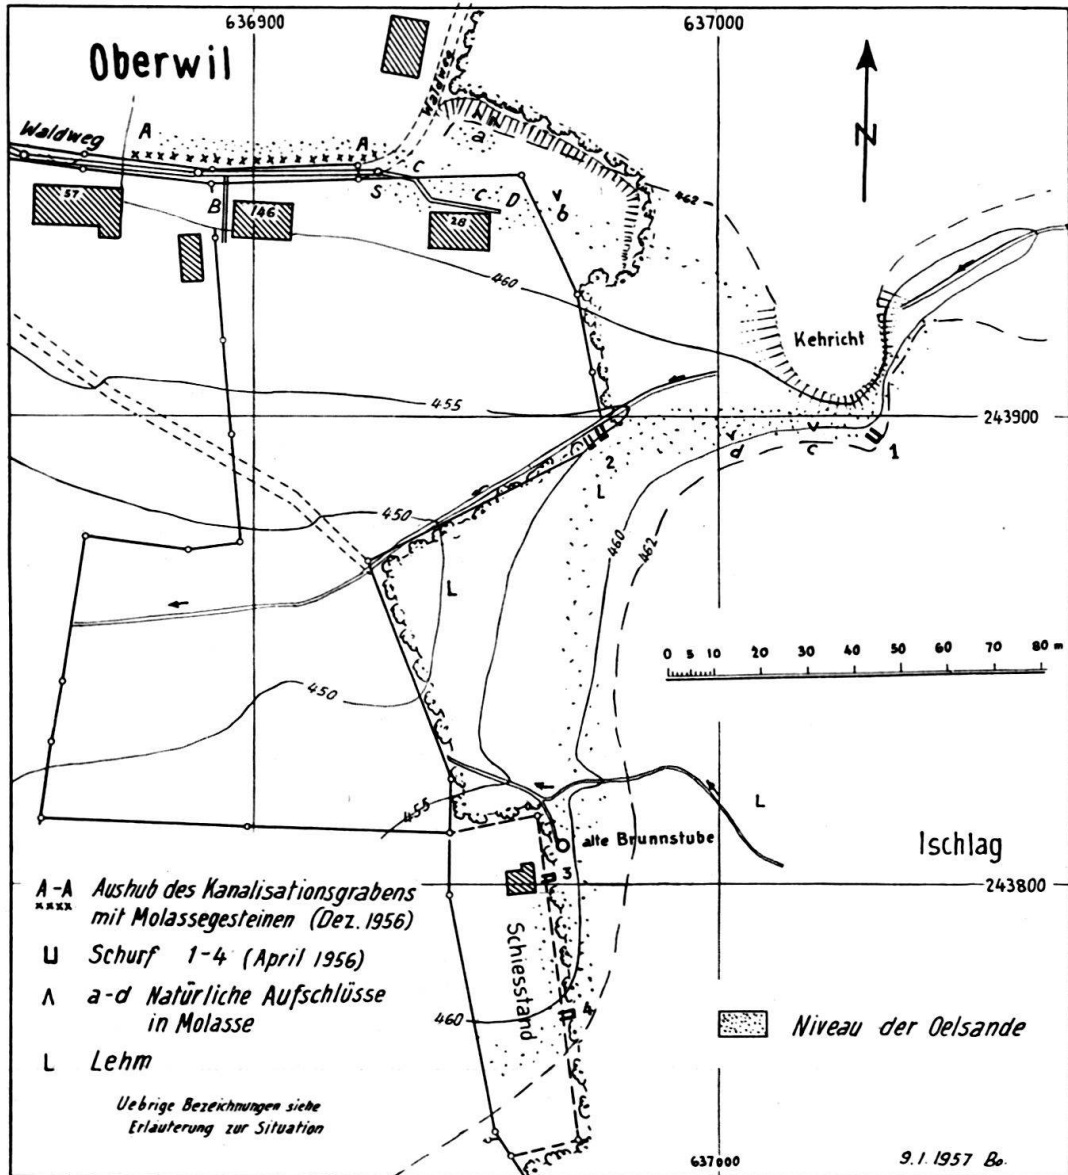 636900
637000
Oberwil
Waldweg
Waldweg
A
A
a
N
57
B
146
S
C
C
D
28
b
462
460
Kehricht
455
243900
2
d
c
1
L
450
460
462
L
0 5 10 20 30 40 50 60 70 80 m
450
455
L
alte Brunnstube
Ischlag
3
243800
A-A Aushub des Kanalisationsgrabens
xxxx mit Molassegesteinen (Dez. 1956)
Schurf 1-4 (April 1956)
a-d Natürliche Aufschlüsse
in Molasse
L Lehm
Schiesstand
4
460
Niveau der Oelsande
Uebrige Bezeichnungen siehe
Erläuterung zur Situation
637000
9.1.1957 Bo.